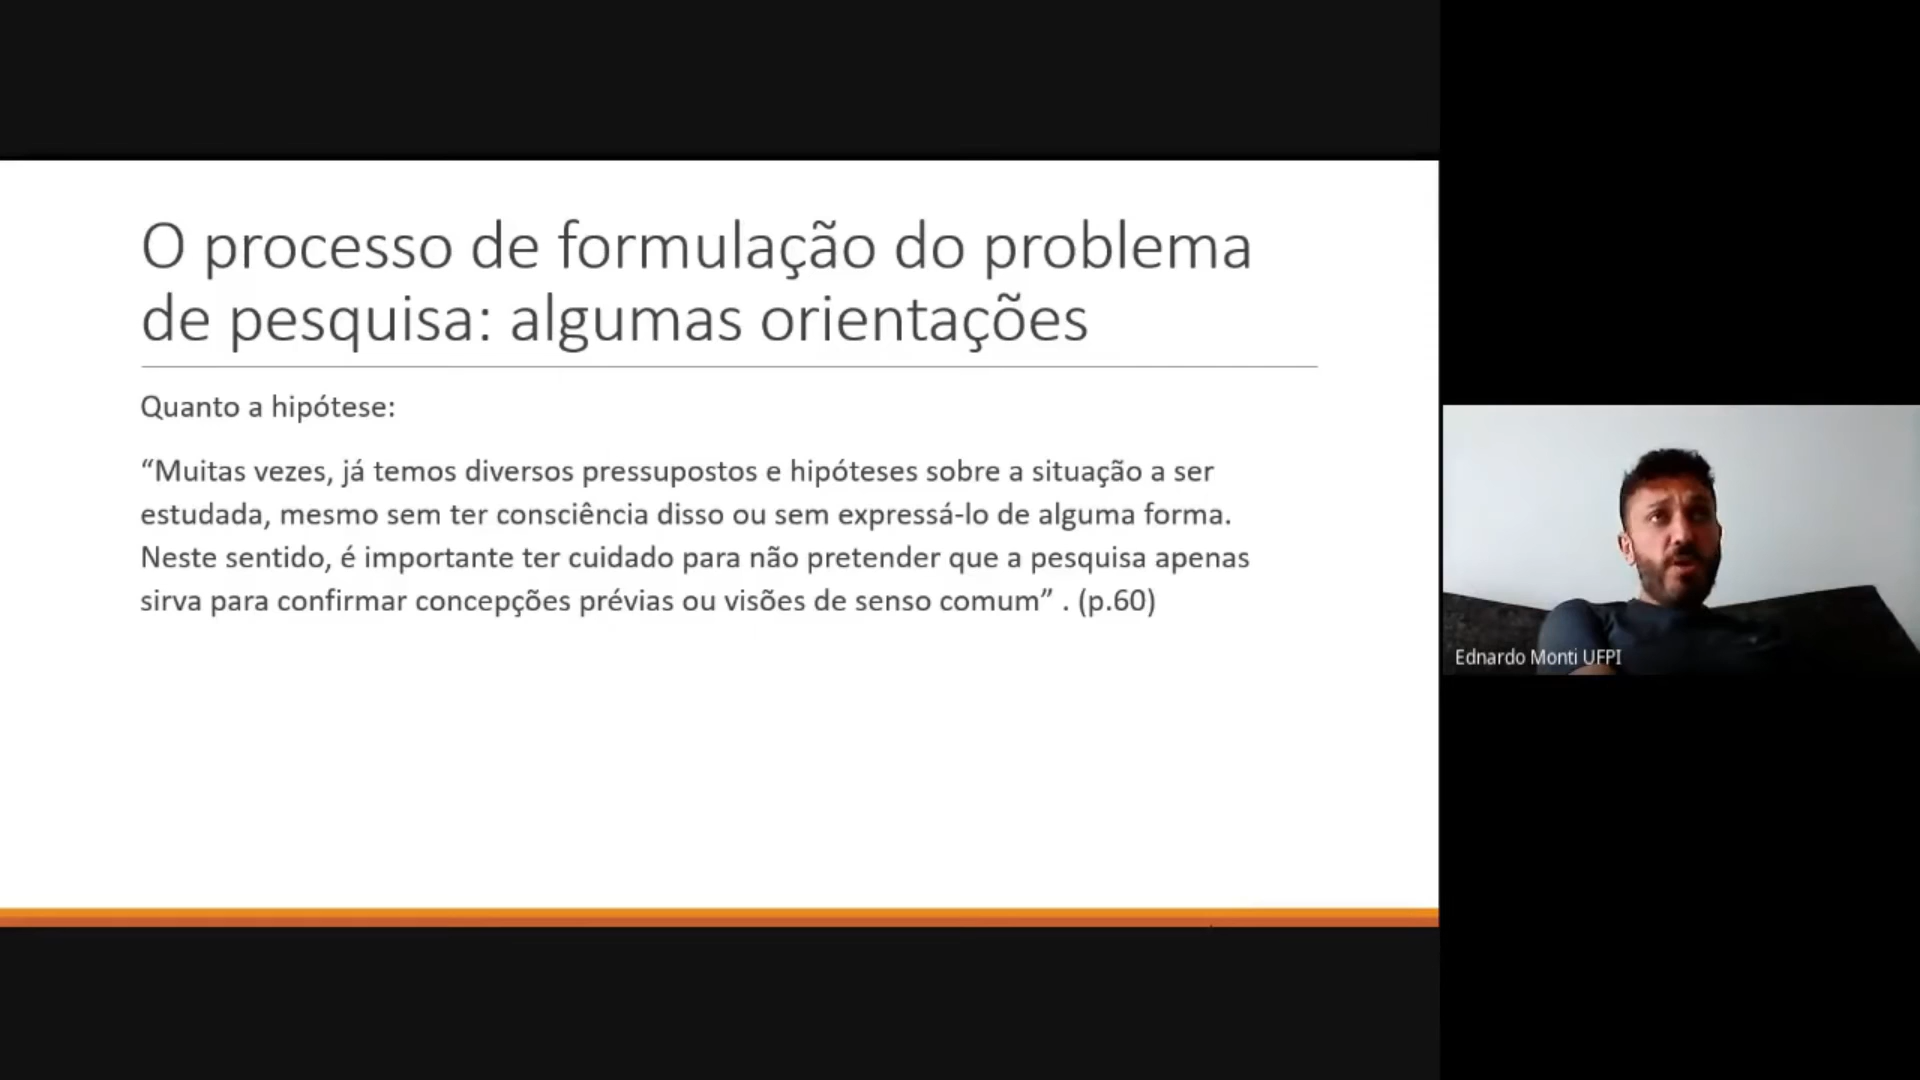 O processo de formulação do problema
de pesquisa: algumas orientações
Quanto a hipótese:
“Muitas vezes, já temos diversos pressupostos e hipóteses sobre a situação a ser
estudada, mesmo sem ter consciência disso ou sem expressá-lo de alguma forma.
Neste sentido, é importante ter cuidado para não pretender que a pesquisa apenas
sirva para confirmar concepções prévias ou visões de senso comum” . (p.60)
Ednardo Monti UFPI